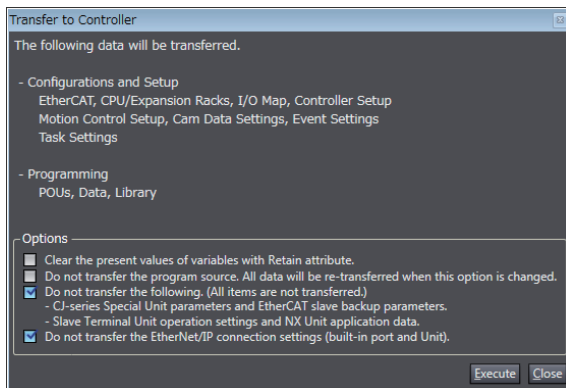 Transfer to Controller
The following data will be transferred.
- Configurations and Setup
EtherCAT, CPU/Expansion Racks, I/O Map, Controller Setup
Motion Control Setup, Cam Data Settings, Event Settings
Task Settings
- Programming
POUs, Data, Library
Options
Clear the present values of variables with Retain attribute.
Do not transfer the program source. All data will be re-transferred when this option is changed.
Do not transfer the following. (All items are not transferred.)
- CJ-series Special Unit parameters and EtherCAT slave backup parameters.
- Slave Terminal Unit operation settings and NX Unit application data.
Do not transfer the EtherNet/IP connection settings (built-in port and Unit).
Execute Close